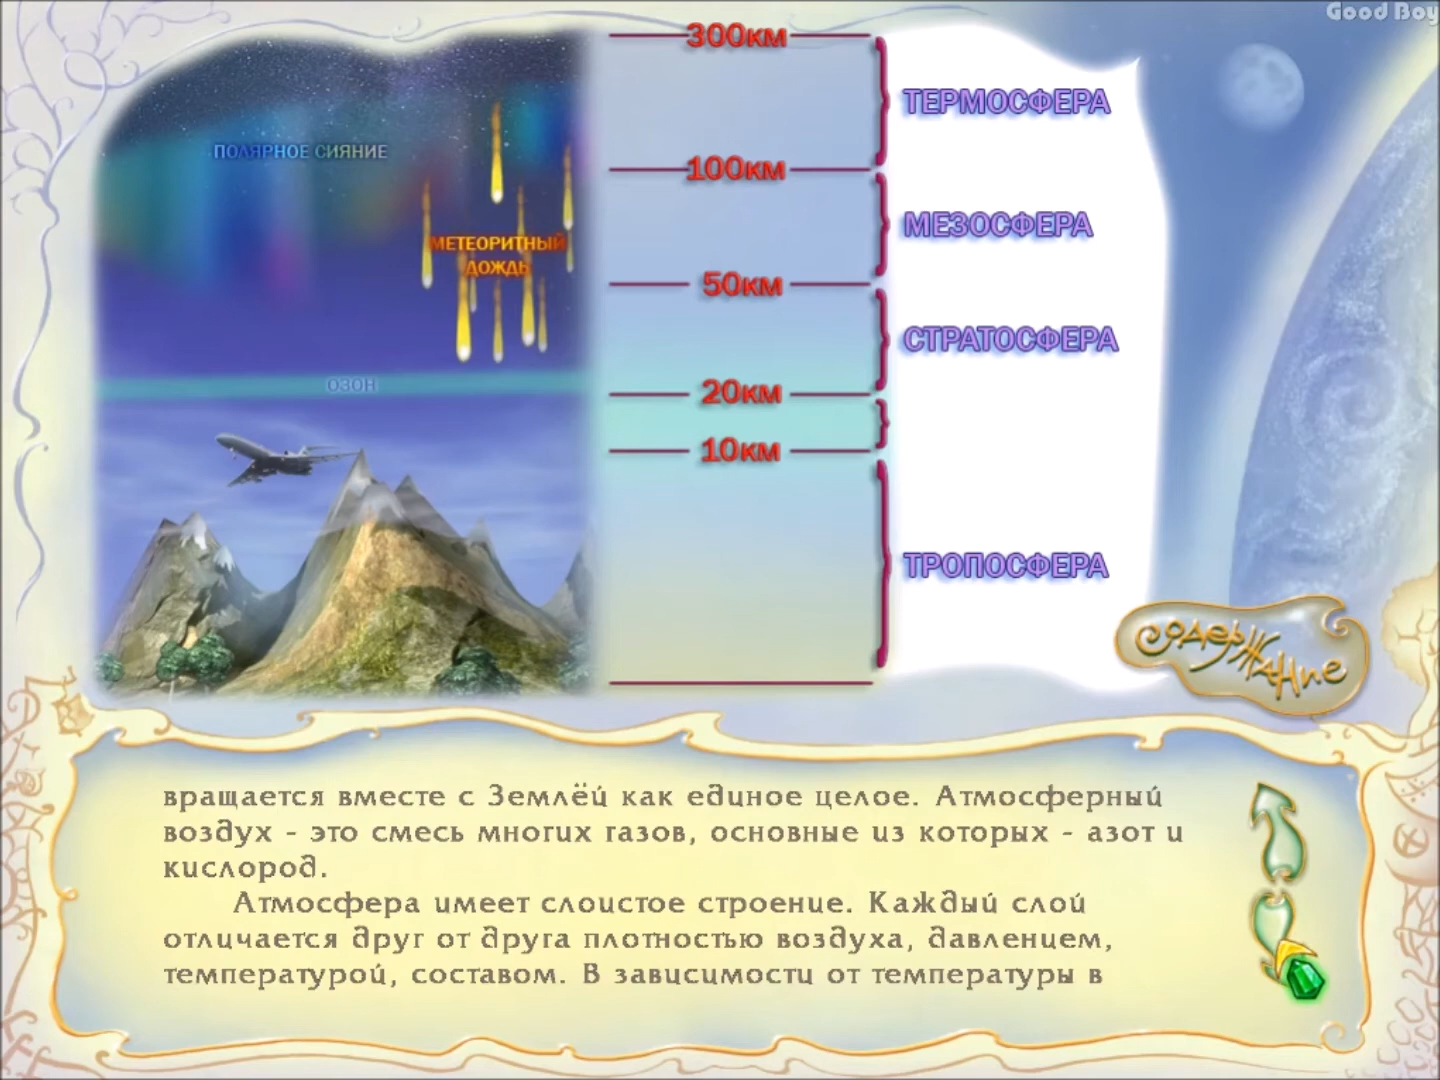 Good Boy
300км
ТЕРМОСФЕРА
ПОЛЯРНОЕ СИЯНИЕ
100км
МЕЗОСФЕРА
МЕТЕОРИТНЫЙ
ДОЖДЬ
50км
СТРАТОСФЕРА
ОЗОН
20км
10км
ТРОПОСФЕРА
содержание
вращается вместе с Землёй как единое целое. Атмосферный
воздух - это смесь многих газов, основные из которых - азот и
кислород.
Атмосфера имеет слоистое строение. Каждый слой
отличается друг от друга плотностью воздуха, давлением,
температурой, составом. В зависимости от температуры в